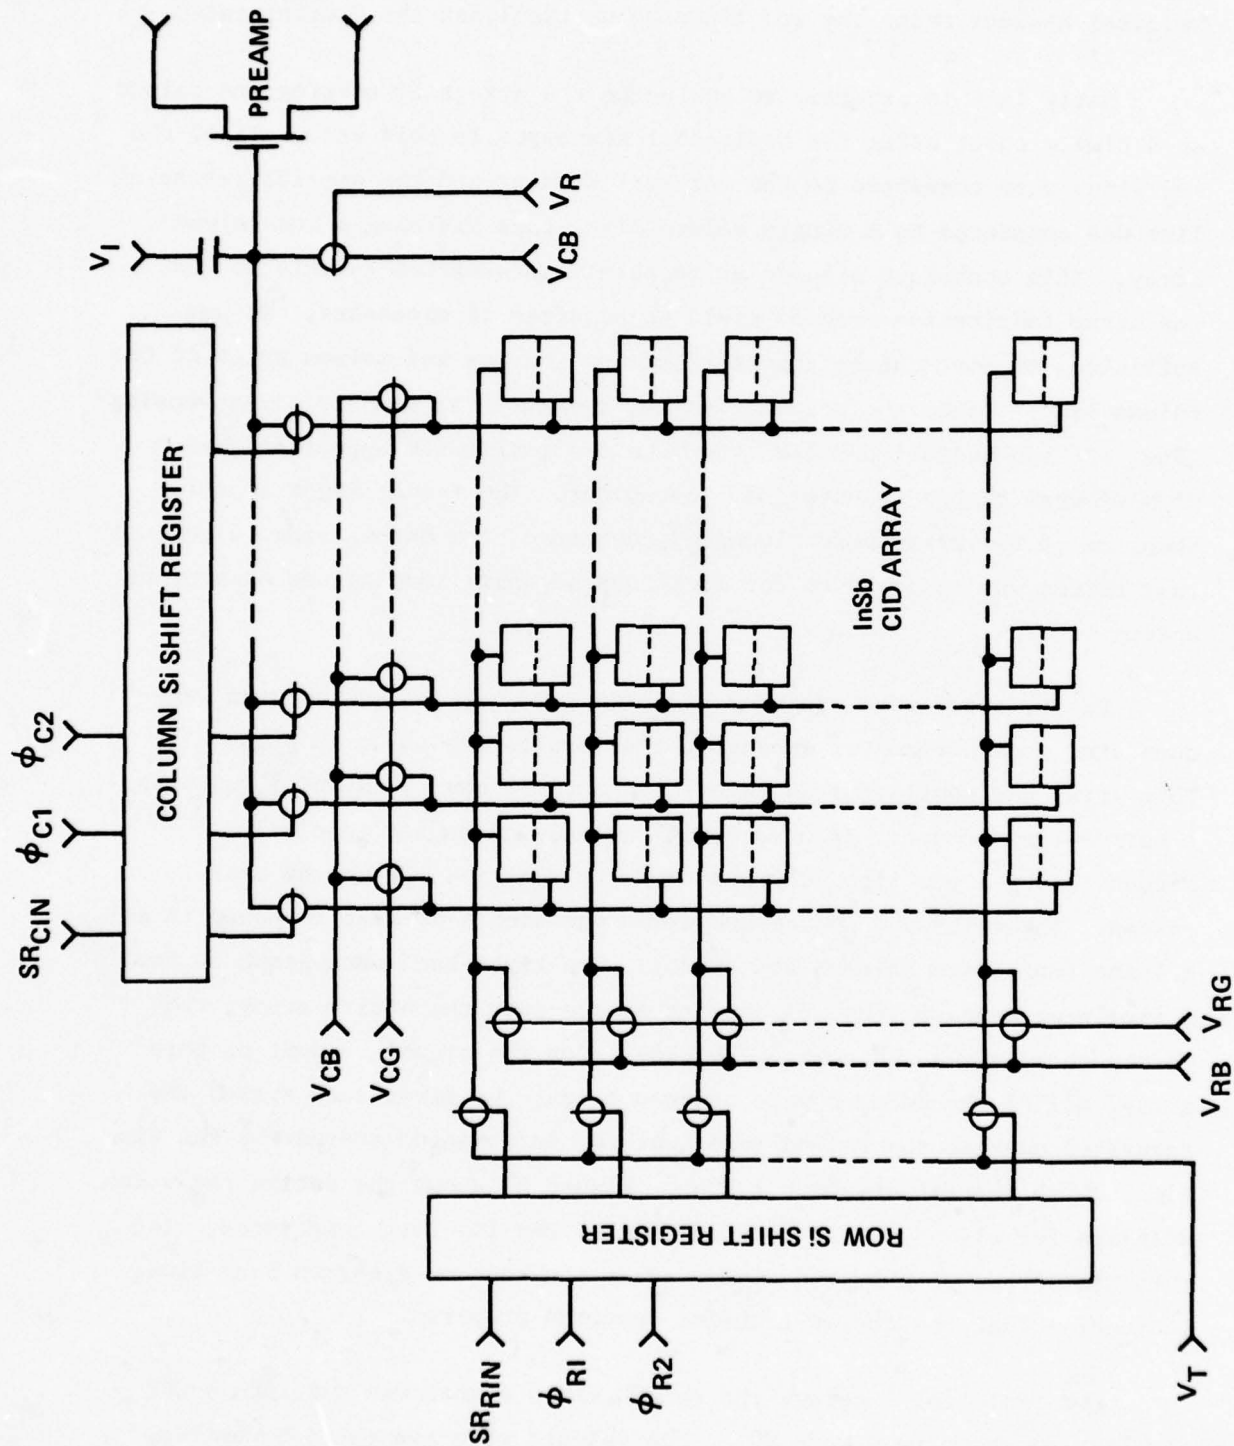 PREAMP
V_I
V_R
V_CB
φ_C2
φ_C1
SR_CIN
COLUMN Si SHIFT REGISTER
V_CB
V_CG
InSb
CID ARRAY
V_RG
V_RB
ROW Si SHIFT REGISTER
SR_RIN
φ_R1
φ_R2
V_T